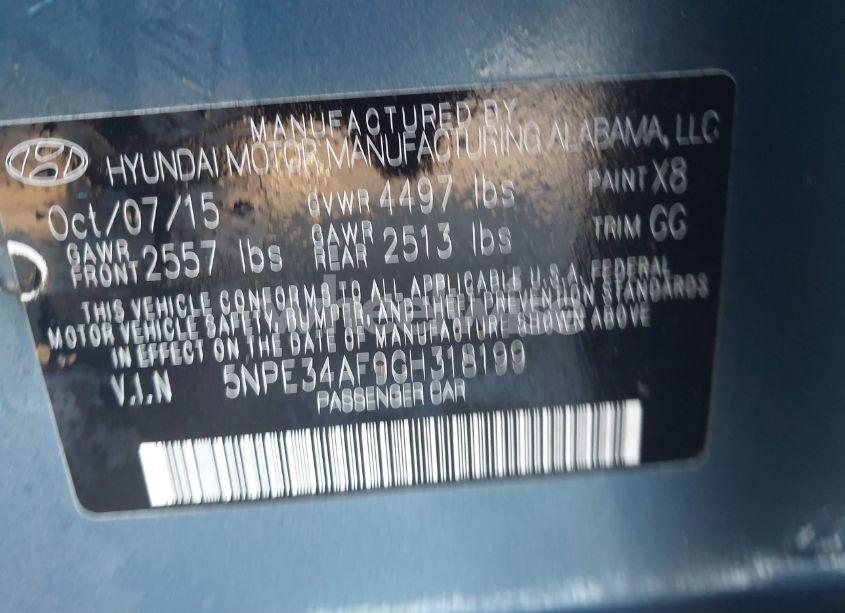 MANUFACTURED BY
HYUNDAI MOTOR MANUFACTURING ALABAMA, LLC
Oct/07/15 GVWR 4497 lbs PAINT X8
GAWR FRONT 2557 lbs GAWR REAR 2513 lbs TRIM GG
THIS VEHICLE CONFORMS TO ALL APPLICABLE U.S.A. FEDERAL
MOTOR VEHICLE SAFETY, BUMPER, AND THEFT PREVENTION STANDARDS
IN EFFECT ON THE DATE OF MANUFACTURE SHOWN ABOVE
V.I.N 5NPE34AF9GH318199
PASSENGER CAR